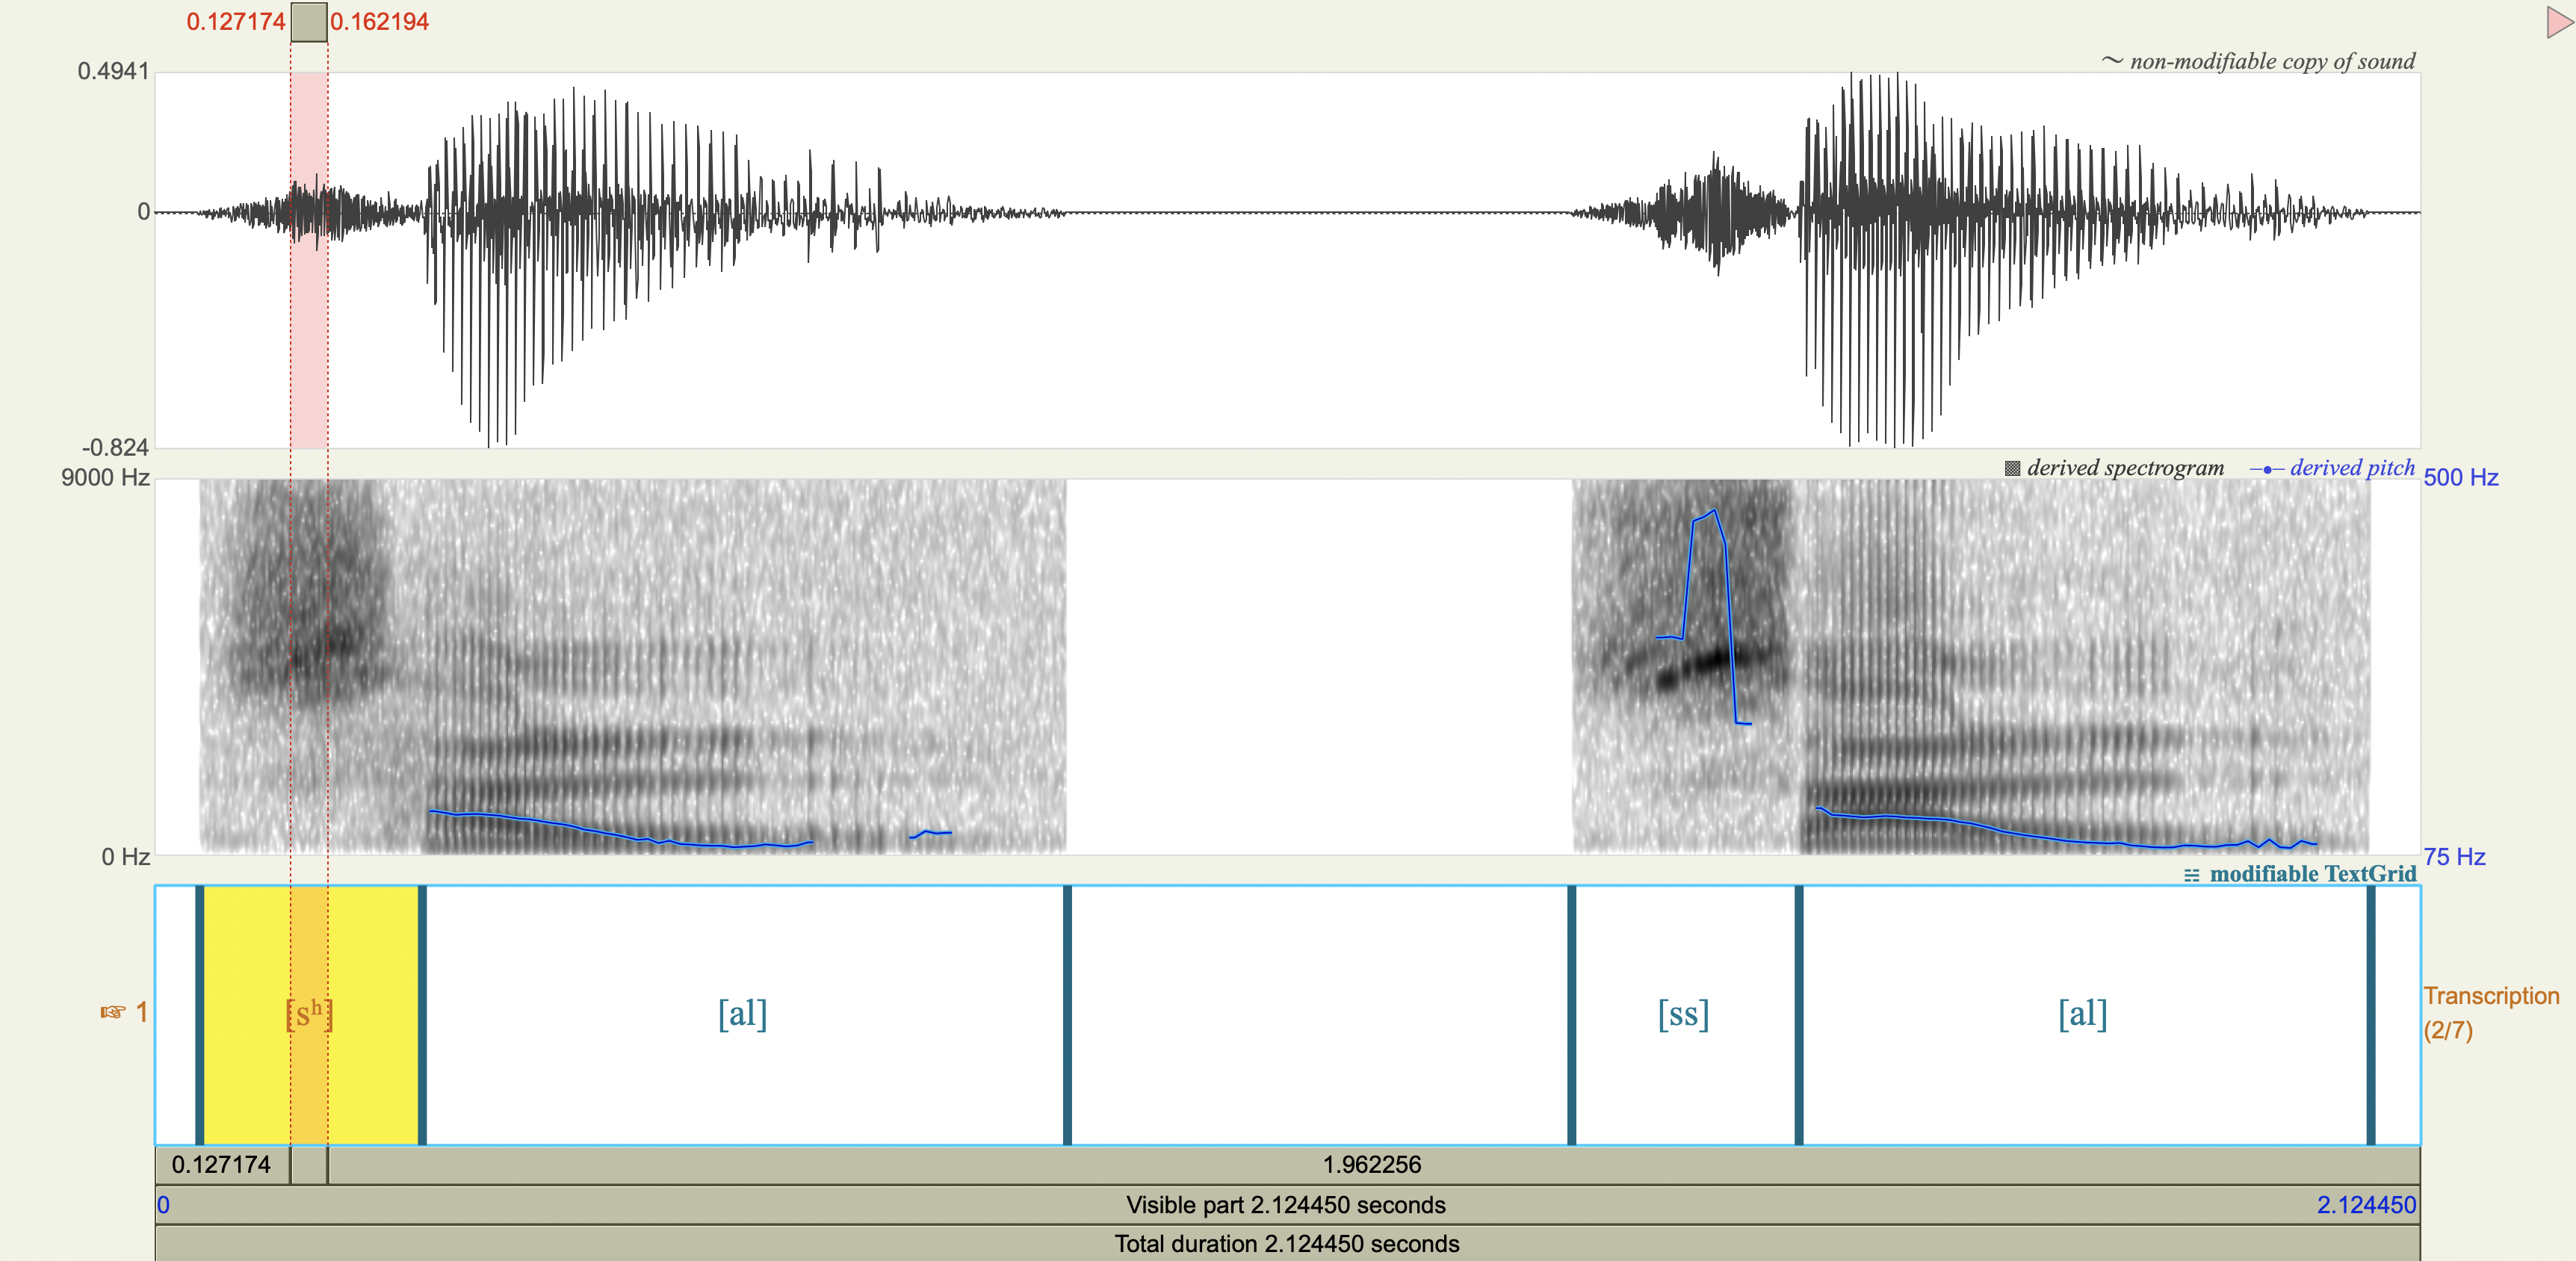 0.127174 0.162194
0.4941
~ non-modifiable copy of sound
0
-0.824
9000 Hz
derived spectrogram derived pitch
500 Hz
0 Hz
75 Hz
modifiable TextGrid
☞ 1
[sʰ] [al] [ss] [al]
Transcription
(2/7)
0.127174 1.962256
0 Visible part 2.124450 seconds 2.124450
Total duration 2.124450 seconds